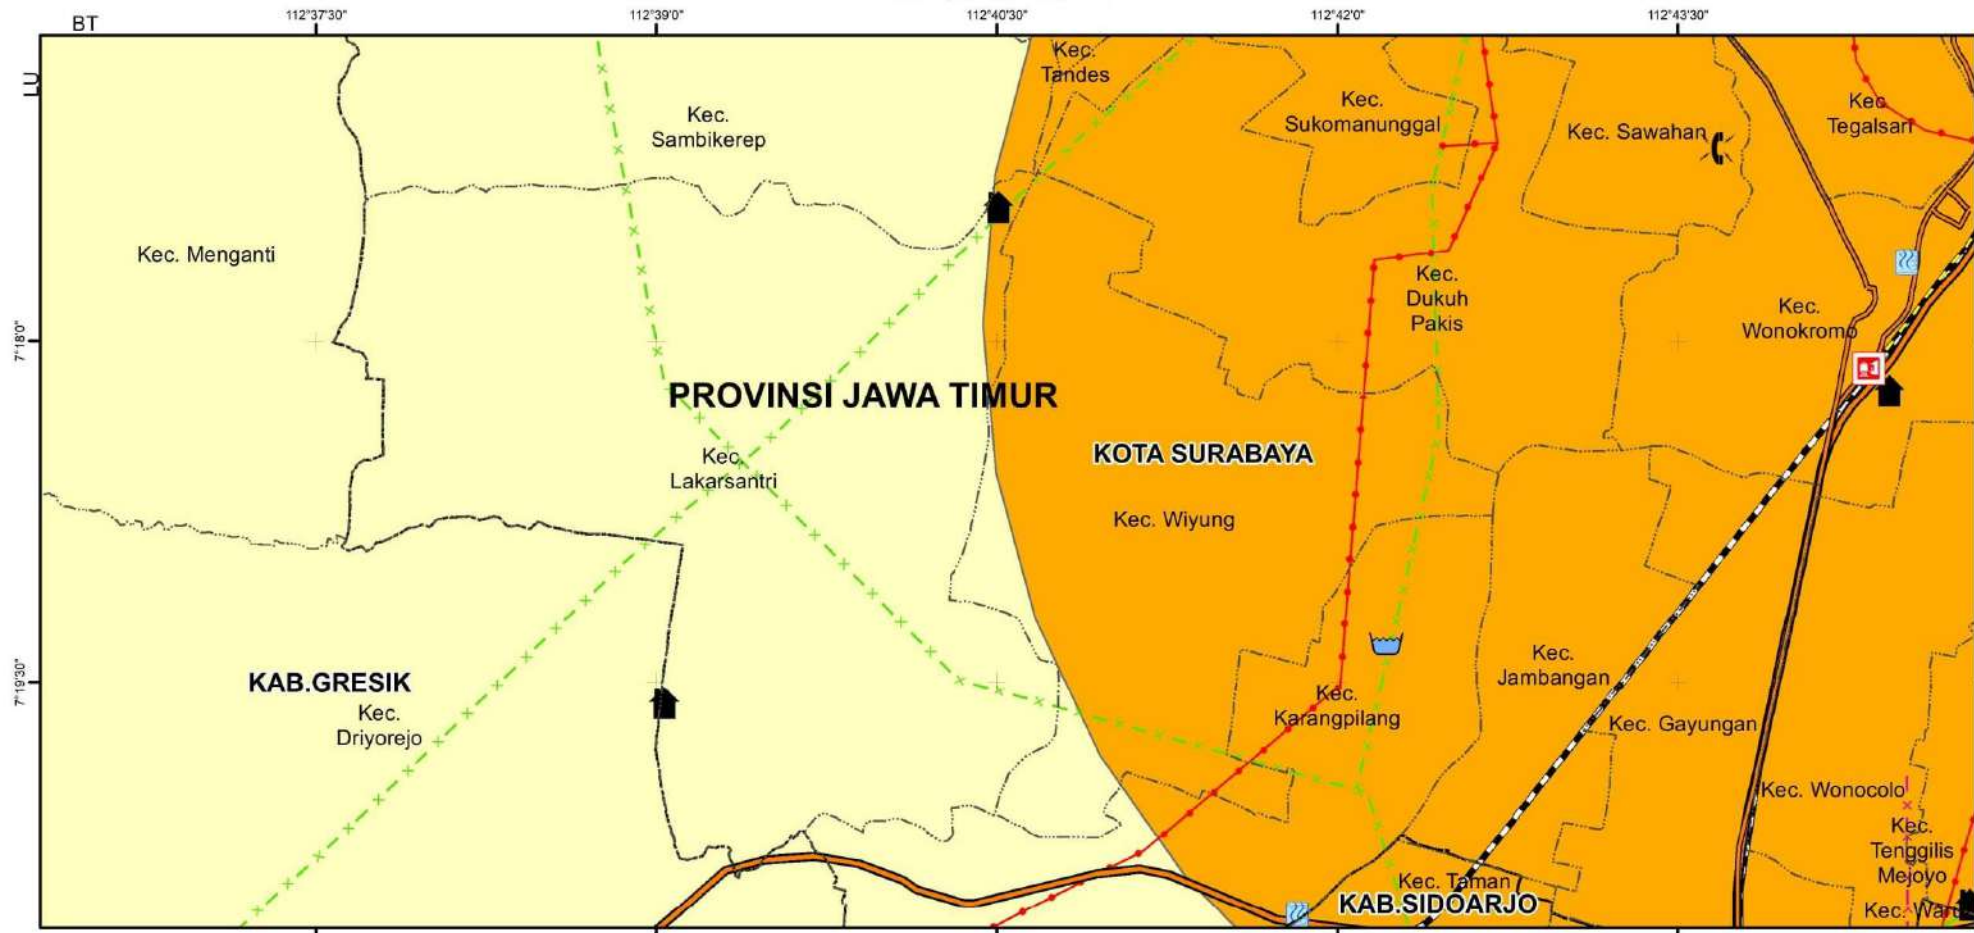 BT
112°37'30"
112°39'0"
112°40'30"
112°42'0"
112°43'30"
LU
Kec.
Tandes
Kec.
Sambikerep
Kec.
Sukomanunggal
Kec. Sawahan
Kec.
Tegalsari
Kec. Menganti
Kec.
Dukuh
Pakis
Kec.
Wonokromo
7°18'0"
PROVINSI JAWA TIMUR
KOTA SURABAYA
Kec.
Lakarsantri
Kec. Wiyung
7°19'30"
KAB.GRESIK
Kec.
Driyorejo
Kec.
Karangpilang
Kec.
Jambangan
Kec. Gayungan
Kec. Wonocolo
Kec.
Tenggilis
Mejoyo
Kec. Taman
KAB.SIDOARJO
Kec. Waru